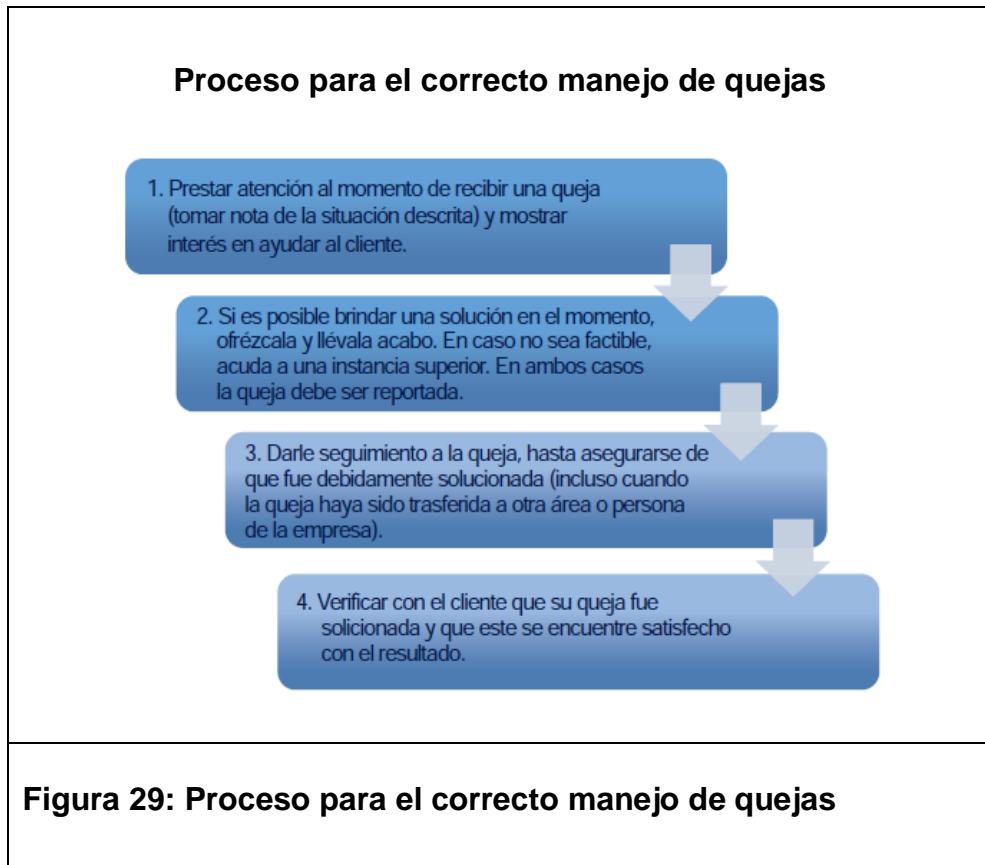 Proceso para el correcto manejo de quejas
1. Prestar atención al momento de recibir una queja
(tomar nota de la situación descrita) y mostrar
interés en ayudar al cliente.
2. Si es posible brindar una solución en el momento,
ofrézcala y llévala acabo. En caso no sea factible,
acuda a una instancia superior. En ambos casos
la queja debe ser reportada.
3. Darle seguimiento a la queja, hasta asegurarse de
que fue debidamente solucionada (incluso cuando
la queja haya sido trasferida a otra área o persona
de la empresa).
4. Verificar con el cliente que su queja fue
solicionada y que este se encuentre satisfecho
con el resultado.
Figura 29: Proceso para el correcto manejo de quejas